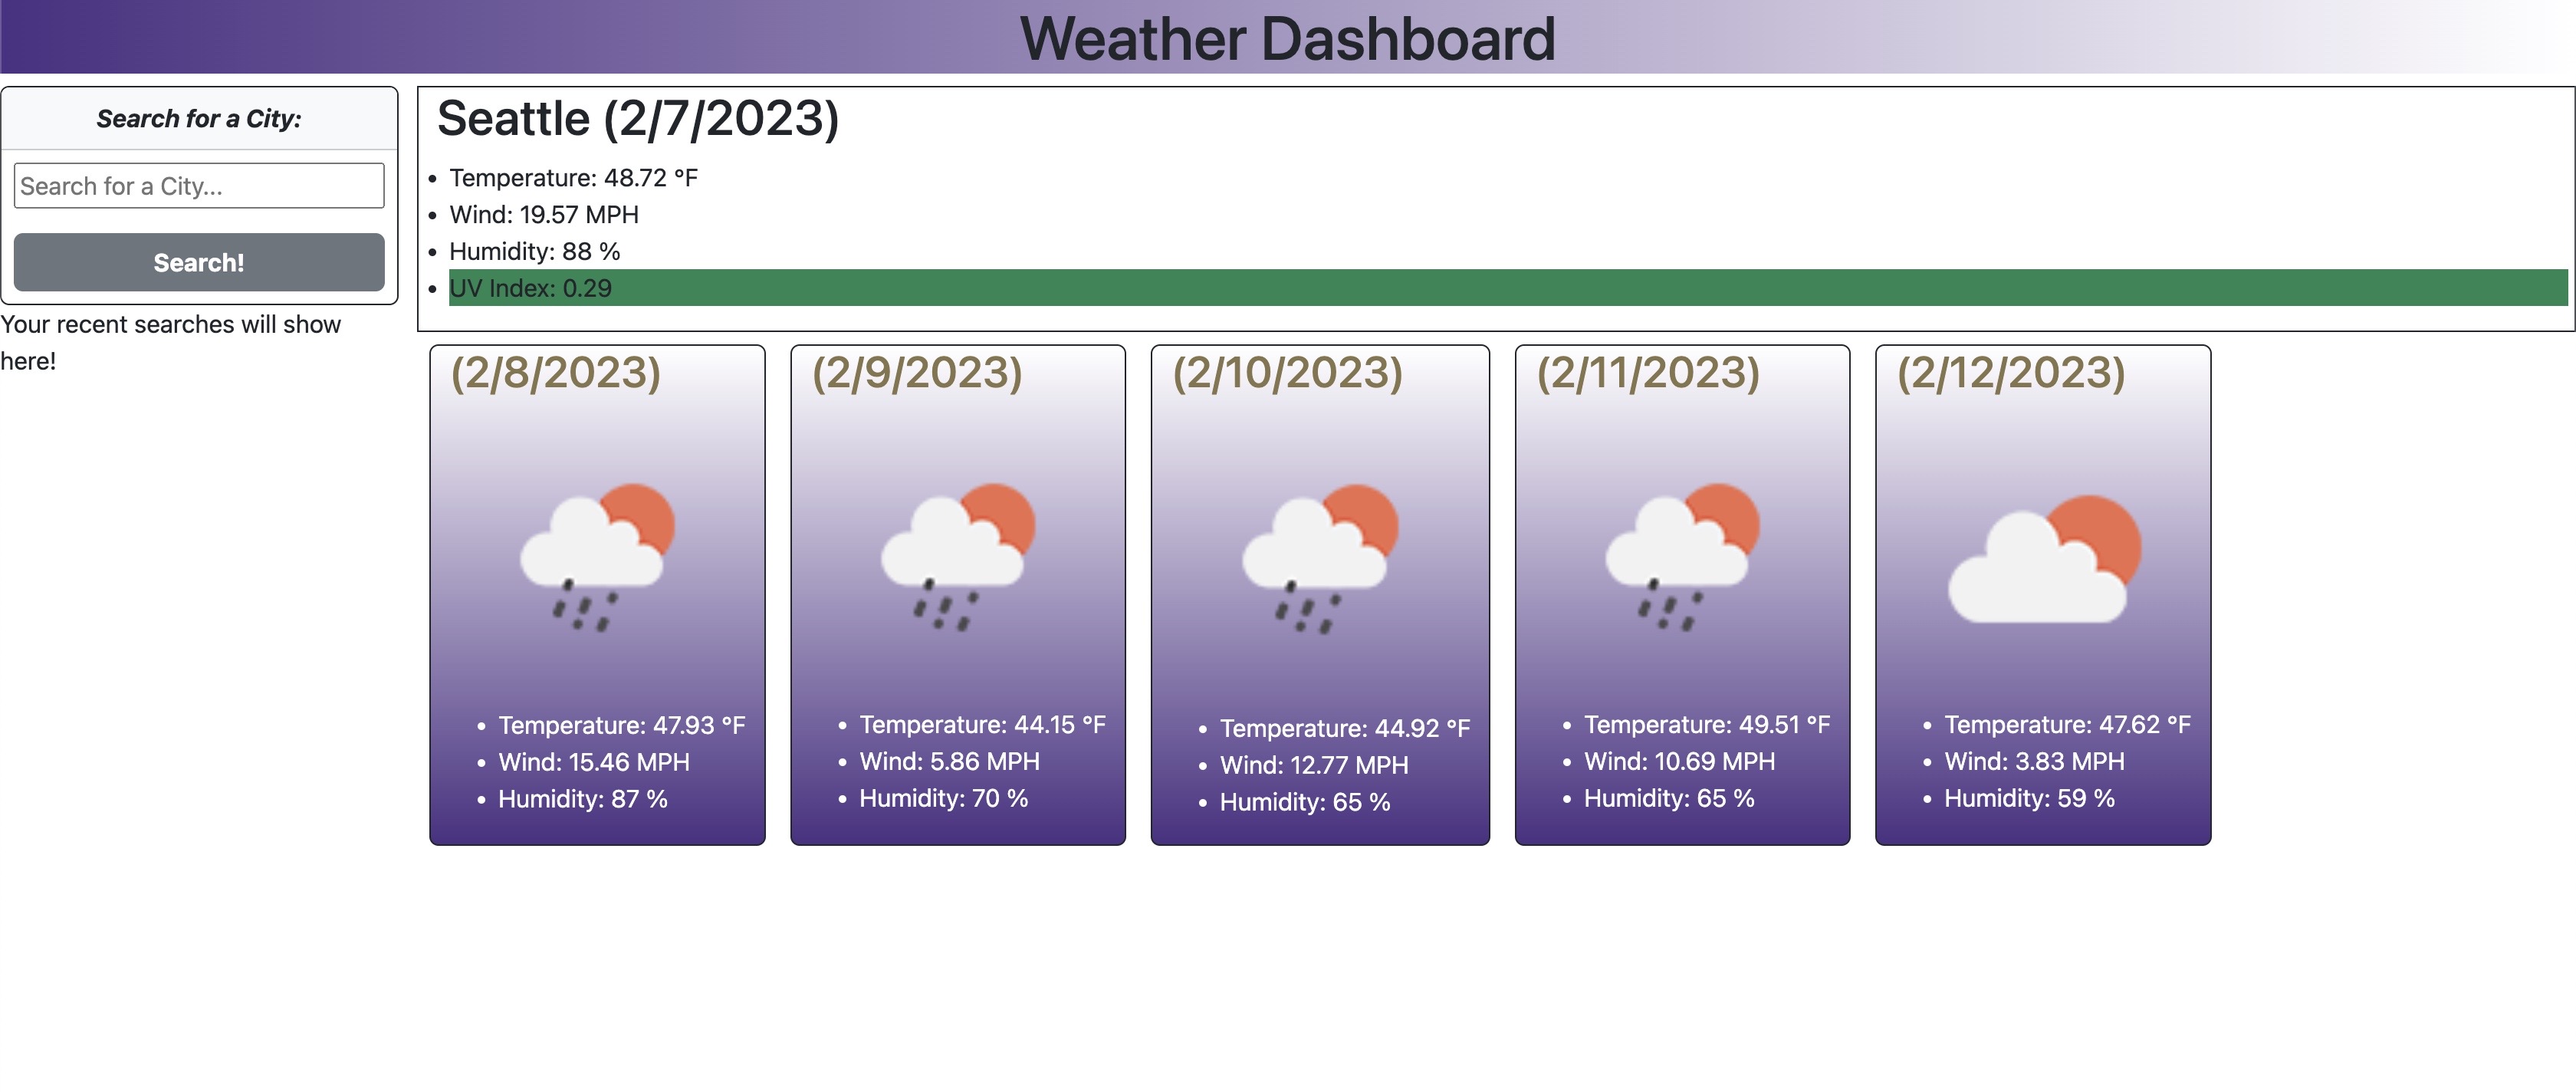 Weather Dashboard
Search for a City:
Search for a City...
Search!
Your recent searches will show
here!
Seattle (2/7/2023)
Temperature: 48.72 °F
Wind: 19.57 MPH
Humidity: 88 %
UV Index: 0.29
(2/8/2023)
Temperature: 47.93 °F
Wind: 15.46 MPH
Humidity: 87 %
(2/9/2023)
Temperature: 44.15 °F
Wind: 5.86 MPH
Humidity: 70 %
(2/10/2023)
Temperature: 44.92 °F
Wind: 12.77 MPH
Humidity: 65 %
(2/11/2023)
Temperature: 49.51 °F
Wind: 10.69 MPH
Humidity: 65 %
(2/12/2023)
Temperature: 47.62 °F
Wind: 3.83 MPH
Humidity: 59 %